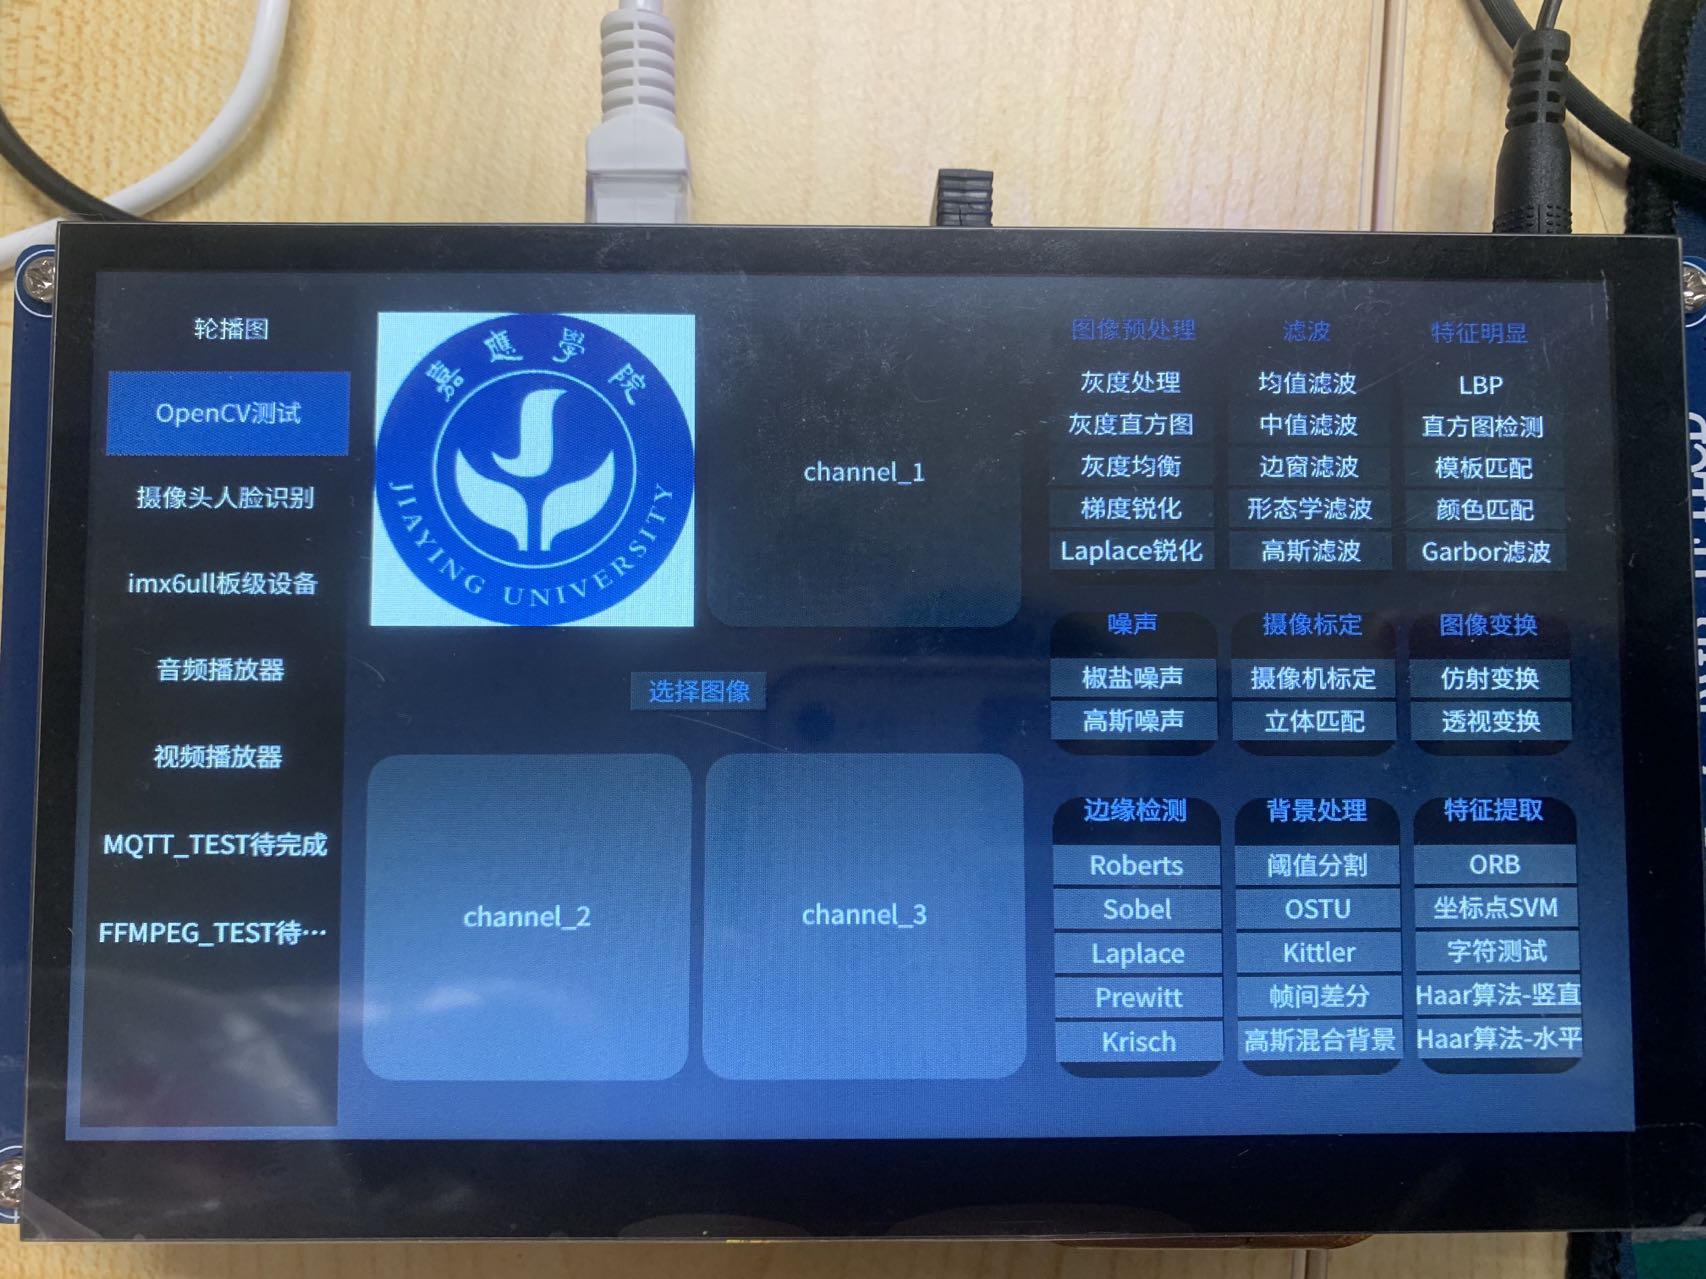 轮播图
OpenCV测试
摄像头人脸识别
imx6ull板级设备
音频播放器
视频播放器
MQTT_TEST待完成
FFMPEG_TEST待…
嘉應學院
JIAYING UNIVERSITY
channel_1
选择图像
channel_2
channel_3
图像预处理
灰度处理
灰度直方图
灰度均衡
梯度锐化
Laplace锐化
滤波
均值滤波
中值滤波
边窗滤波
形态学滤波
高斯滤波
特征明显
LBP
直方图检测
模板匹配
颜色匹配
Garbor滤波
噪声
椒盐噪声
高斯噪声
摄像标定
摄像机标定
立体匹配
图像变换
仿射变换
透视变换
边缘检测
Roberts
Sobel
Laplace
Prewitt
Krisch
背景处理
阈值分割
OSTU
Kittler
帧间差分
高斯混合背景
特征提取
ORB
坐标点SVM
字符测试
Haar算法-竖直
Haar算法-水平